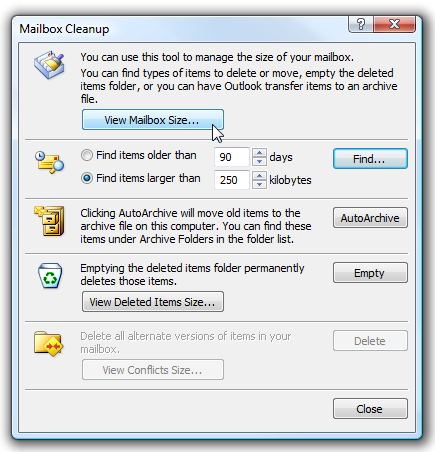 Mailbox Cleanup
You can use this tool to manage the size of your mailbox.
You can find types of items to delete or move, empty the deleted
items folder, or you can have Outlook transfer items to an archive
file.
View Mailbox Size...
Find items older than 90 days
Find...
Find items larger than 250 kilobytes
Clicking AutoArchive will move old items to the
archive file on this computer. You can find these
items under Archive Folders in the folder list.
AutoArchive
Emptying the deleted items folder permanently
deletes those items.
Empty
View Deleted Items Size...
Delete all alternate versions of items in your
mailbox.
Delete
View Conflicts Size...
Close